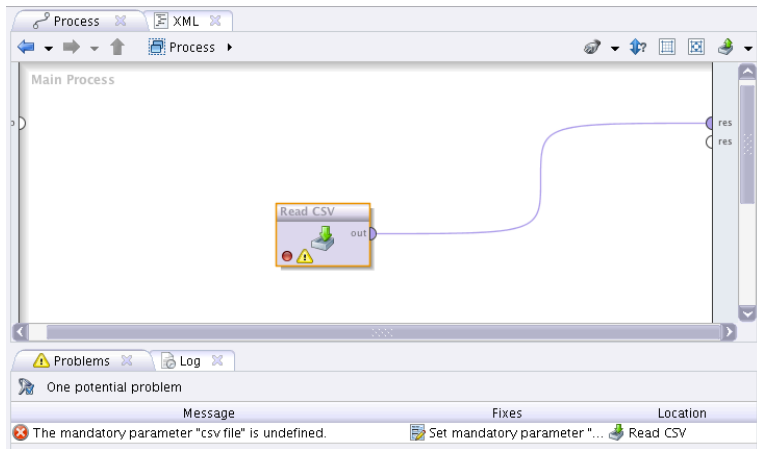 Process
XML
Process
Main Process
res
res
Read CSV
out
Problems
Log
One potential problem
Message Fixes Location
The mandatory parameter "csv file" is undefined. Set mandatory parameter "... Read CSV